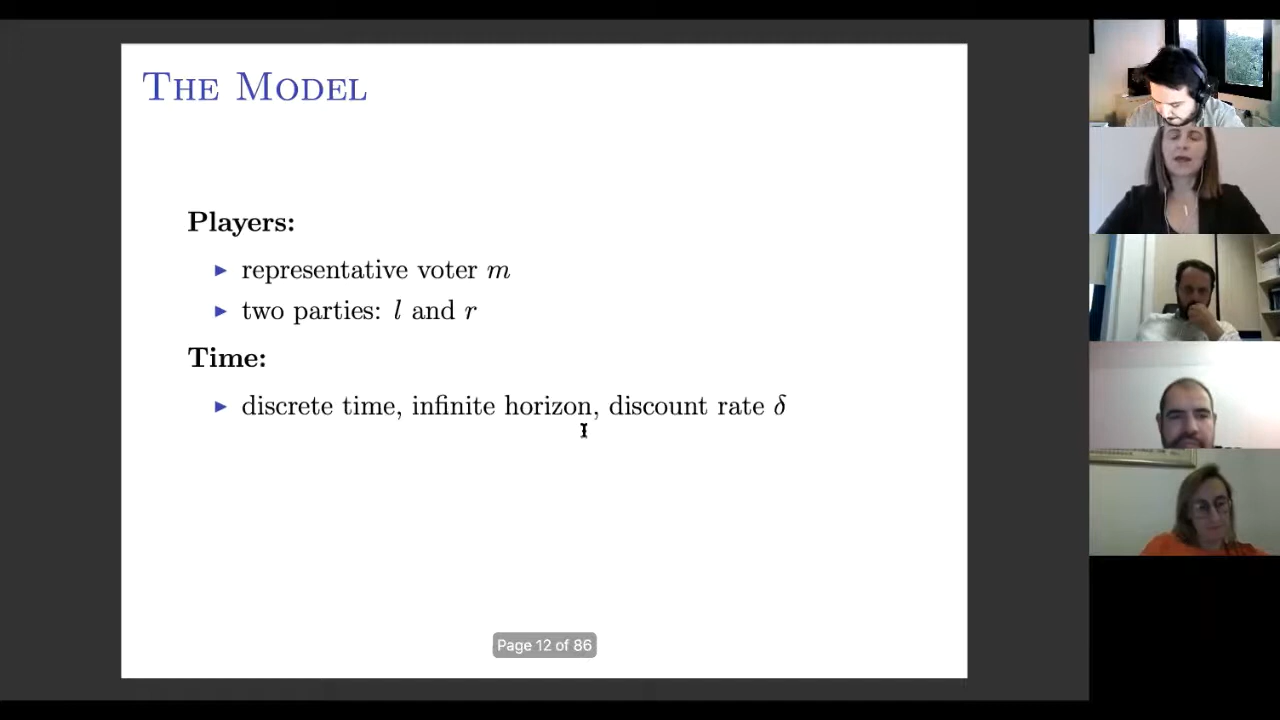 The Model
Players:
▶ representative voter m
▶ two parties: l and r
Time:
▶ discrete time, infinite horizon, discount rate δ
Page 12 of 86